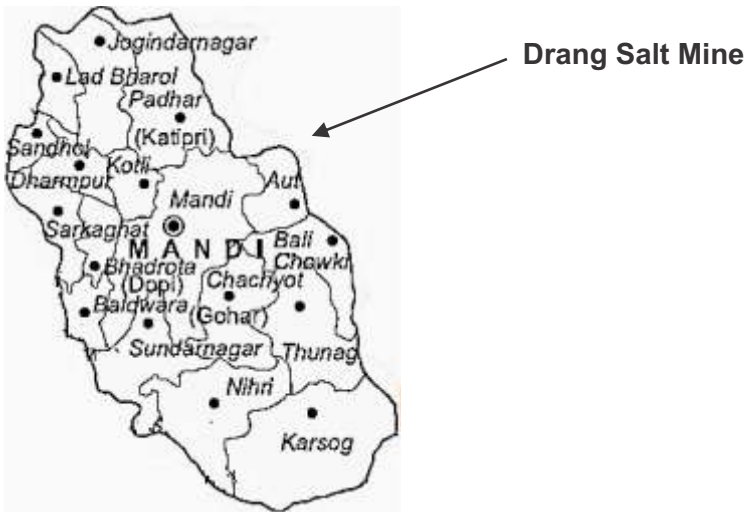 Jogindarnagar
Drang Salt Mine
Lad Bharol
Padhar
(Katipri)
Sandhol
Dharmpur
Kotli
Aut
Mandi
Sarkaghat
MANDI
Bali
Chowki
Bhadrota
(Dopi)
Chachyot
Baldwara
(Gohar)
Sundarnagar
Thunag
Nihri
Karsog